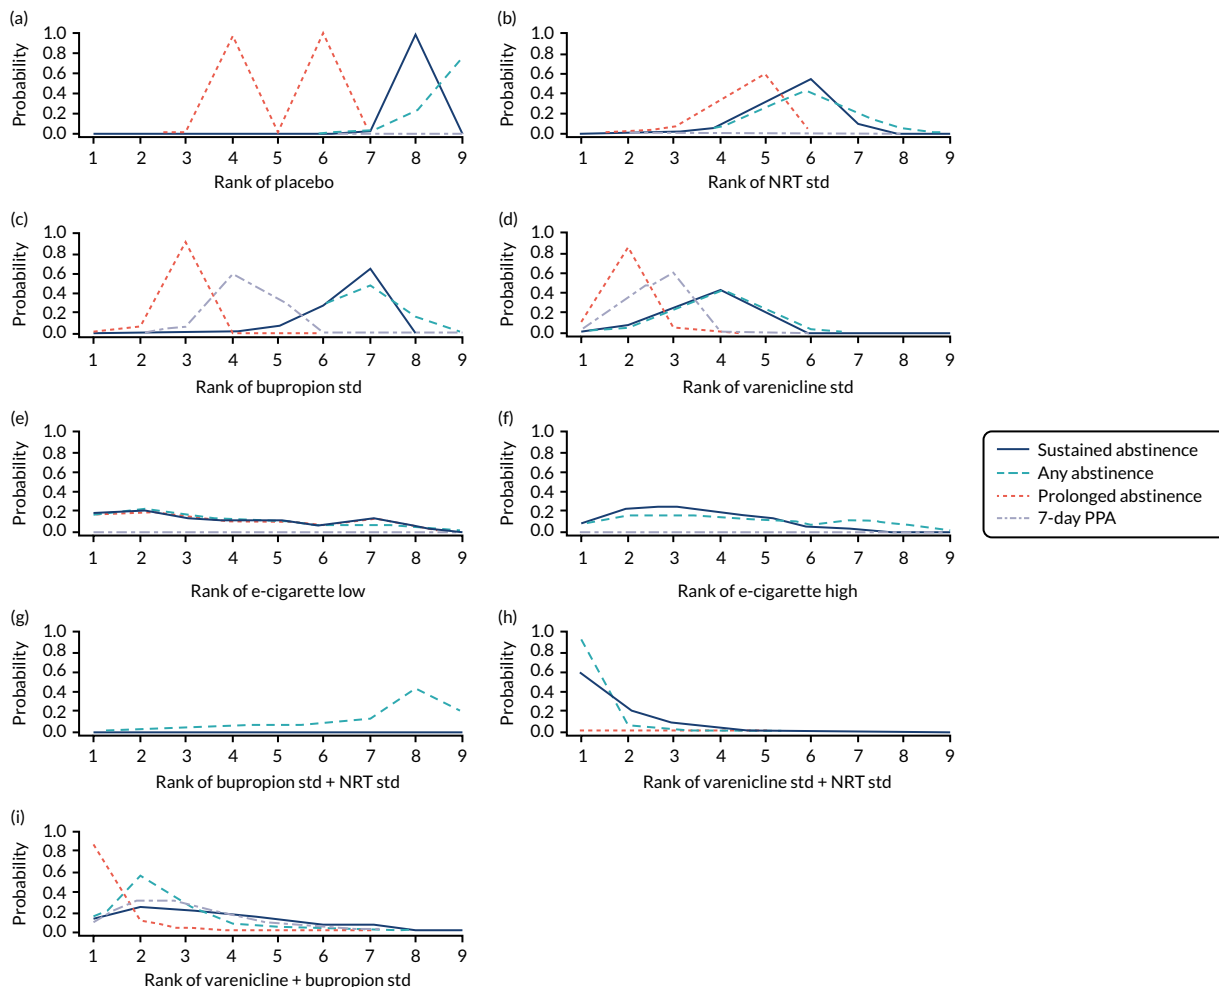 (a)
Probability
1.0
0.8
0.6
0.4
0.2
0.0
1 2 3 4 5 6 7 8 9
Rank of placebo
(b)
Probability
1.0
0.8
0.6
0.4
0.2
0.0
1 2 3 4 5 6 7 8 9
Rank of NRT std
(c)
Probability
1.0
0.8
0.6
0.4
0.2
0.0
1 2 3 4 5 6 7 8 9
Rank of bupropion std
(d)
Probability
1.0
0.8
0.6
0.4
0.2
0.0
1 2 3 4 5 6 7 8 9
Rank of varenicline std
(e)
Probability
1.0
0.8
0.6
0.4
0.2
0.0
1 2 3 4 5 6 7 8 9
Rank of e-cigarette low
(f)
Probability
1.0
0.8
0.6
0.4
0.2
0.0
1 2 3 4 5 6 7 8 9
Rank of e-cigarette high
Sustained abstinence
Any abstinence
Prolonged abstinence
7-day PPA
(g)
Probability
1.0
0.8
0.6
0.4
0.2
0.0
1 2 3 4 5 6 7 8 9
Rank of bupropion std + NRT std
(h)
Probability
1.0
0.8
0.6
0.4
0.2
0.0
1 2 3 4 5 6 7 8 9
Rank of varenicline std + NRT std
(i)
Probability
1.0
0.8
0.6
0.4
0.2
0.0
1 2 3 4 5 6 7 8 9
Rank of varenicline + bupropion std